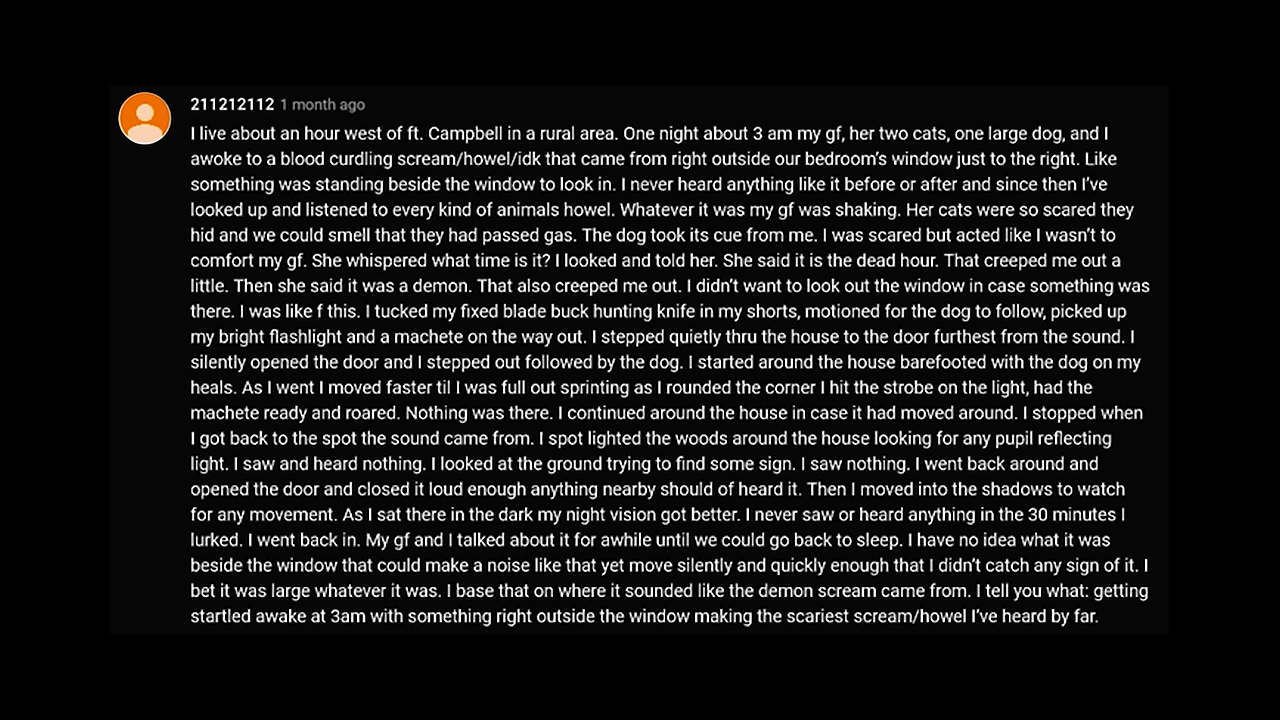 211212112 1 month ago
I live about an hour west of ft. Campbell in a rural area. One night about 3 am my gf, her two cats, one large dog, and I
awoke to a blood curdling scream/howel/idk that came from right outside our bedroom's window just to the right. Like
something was standing beside the window to look in. I never heard anything like it before or after and since then I've
looked up and listened to every kind of animals howel. Whatever it was my gf was shaking. Her cats were so scared they
hid and we could smell that they had passed gas. The dog took its cue from me. I was scared but acted like I wasn't to
comfort my gf. She whispered what time is it? I looked and told her. She said it is the dead hour. That creeped me out a
little. Then she said it was a demon. That also creeped me out. I didn't want to look out the window in case something was
there. I was like f this. I tucked my fixed blade buck hunting knife in my shorts, motioned for the dog to follow, picked up
my bright flashlight and a machete on the way out. I stepped quietly thru the house to the door furthest from the sound. I
silently opened the door and I stepped out followed by the dog. I started around the house barefooted with the dog on my
heals. As I went I moved faster til I was full out sprinting as I rounded the corner I hit the strobe on the light, had the
machete ready and roared. Nothing was there. I continued around the house in case it had moved around. I stopped when
I got back to the spot the sound came from. I spot lighted the woods around the house looking for any pupil reflecting
light. I saw and heard nothing. I looked at the ground trying to find some sign. I saw nothing. I went back around and
opened the door and closed it loud enough anything nearby should of heard it. Then I moved into the shadows to watch
for any movement. As I sat there in the dark my night vision got better. I never saw or heard anything in the 30 minutes I
lurked. I went back in. My gf and I talked about it for awhile until we could go back to sleep. I have no idea what it was
beside the window that could make a noise like that yet move silently and quickly enough that I didn't catch any sign of it. I
bet it was large whatever it was. I base that on where it sounded like the demon scream came from. I tell you what: getting
startled awake at 3am with something right outside the window making the scariest scream/howel I've heard by far.